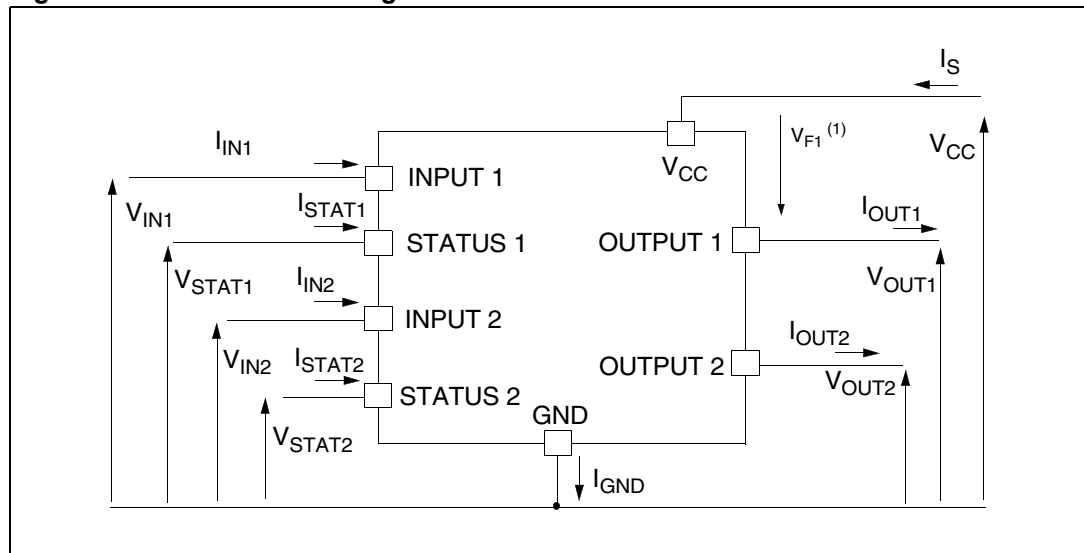 I_S
V_F1 (1)
V_CC
V_CC
I_IN1
INPUT 1
V_IN1
I_STAT1
STATUS 1
OUTPUT 1
I_OUT1
V_STAT1
V_OUT1
I_IN2
INPUT 2
V_IN2
I_STAT2
STATUS 2
OUTPUT 2
I_OUT2
V_OUT2
V_STAT2
GND
I_GND